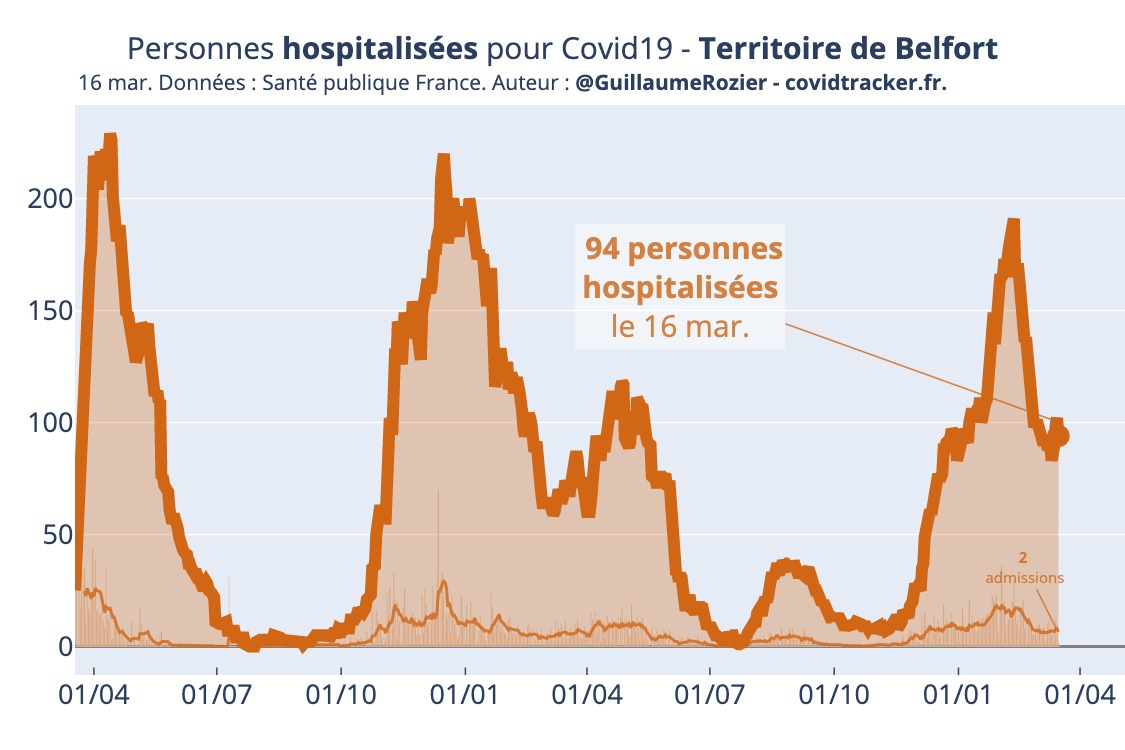 Personnes hospitalisées pour Covid19 - Territoire de Belfort
16 mar. Données : Santé publique France. Auteur : @GuillaumeRozier - covidtracker.fr.
200
150
100
50
0
94 personnes
hospitalisées
le 16 mar.
2
admissions
01/04 01/07 01/10 01/01 01/04 01/07 01/10 01/01 01/04